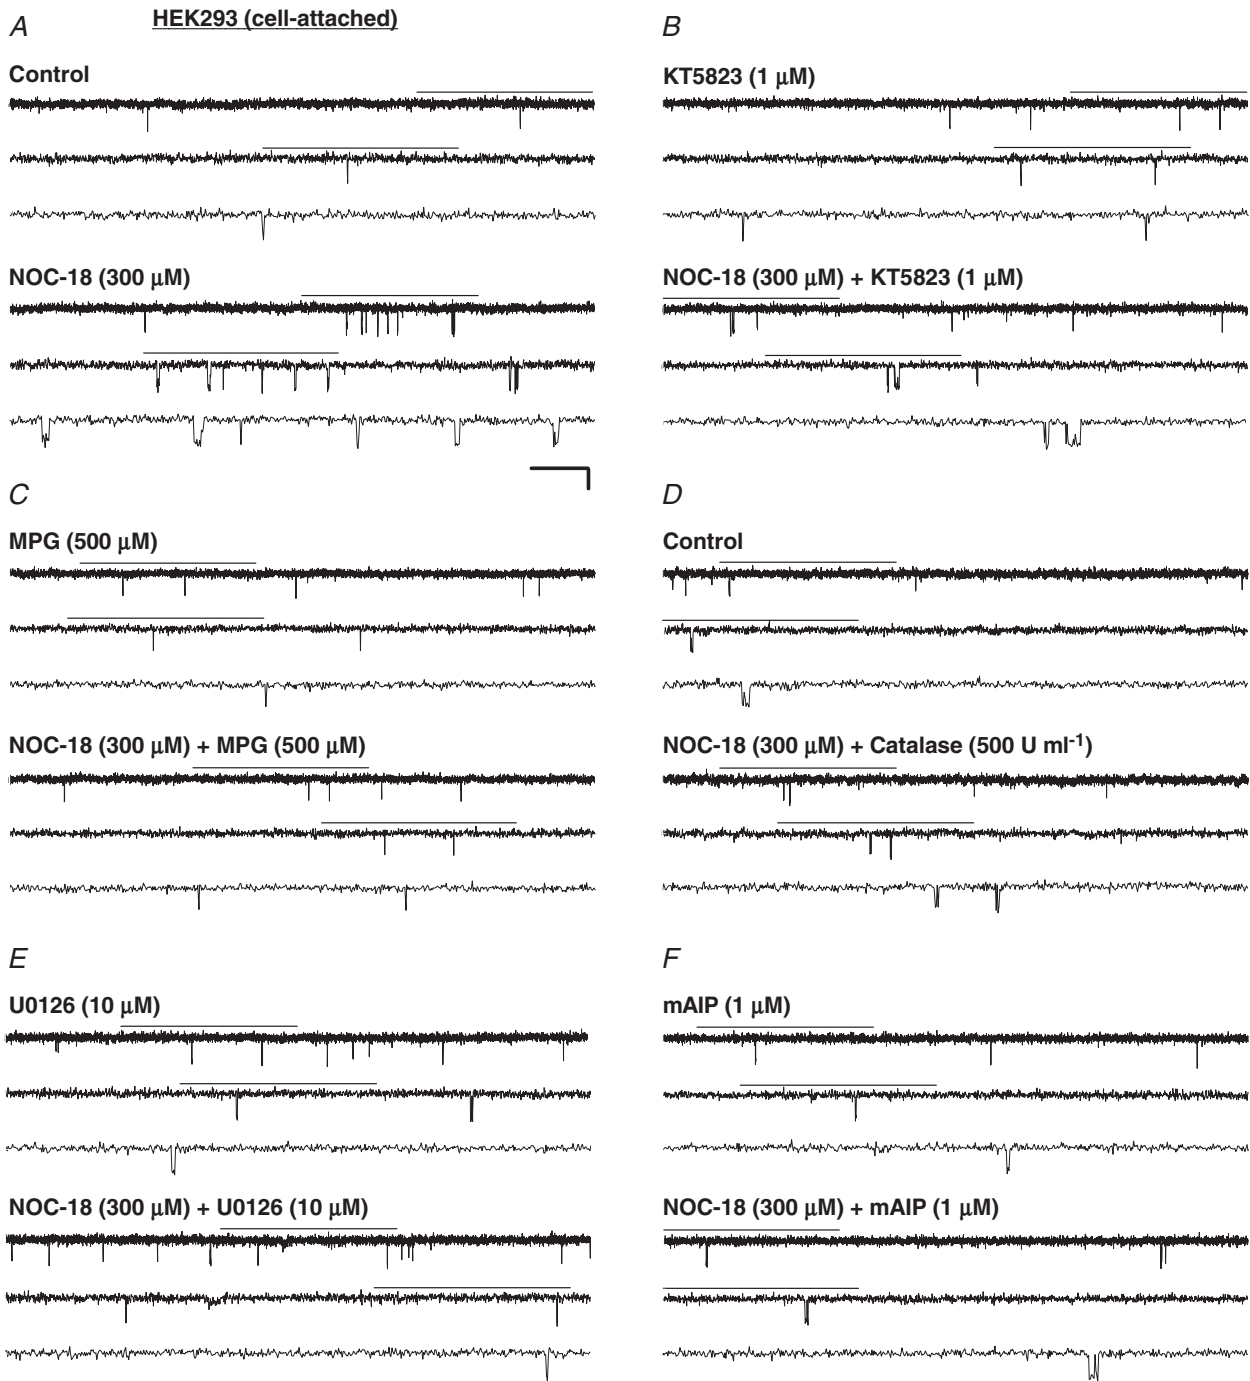 A
HEK293 (cell-attached)
Control
NOC-18 (300 μM)
B
KT5823 (1 μM)
NOC-18 (300 μM) + KT5823 (1 μM)
C
MPG (500 μM)
NOC-18 (300 μM) + MPG (500 μM)
D
Control
NOC-18 (300 μM) + Catalase (500 U ml⁻¹)
E
U0126 (10 μM)
NOC-18 (300 μM) + U0126 (10 μM)
F
mAIP (1 μM)
NOC-18 (300 μM) + mAIP (1 μM)